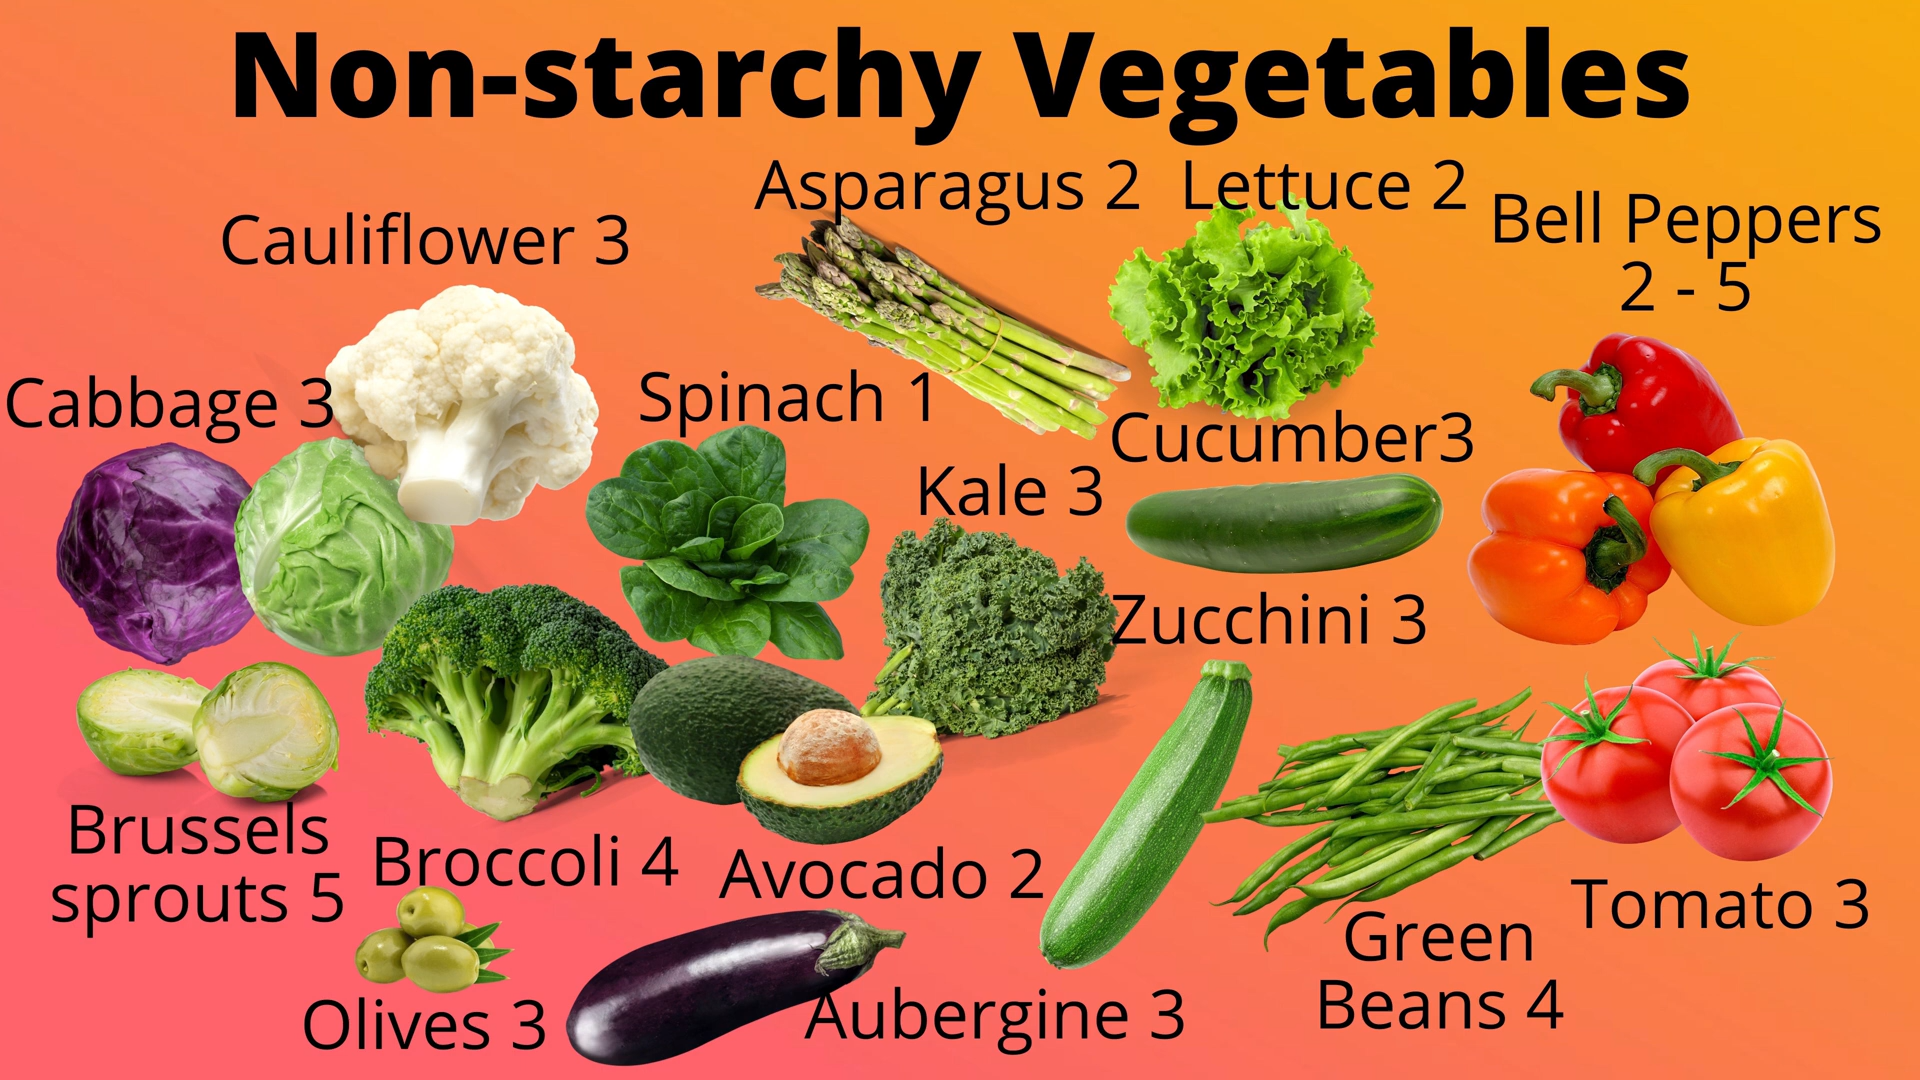 Non-starchy Vegetables
Asparagus 2
Lettuce 2
Bell Peppers
2 - 5
Cauliflower 3
Cabbage 3
Spinach 1
Cucumber3
Kale 3
Zucchini 3
Brussels
sprouts 5
Broccoli 4
Avocado 2
Tomato 3
Green
Beans 4
Olives 3
Aubergine 3